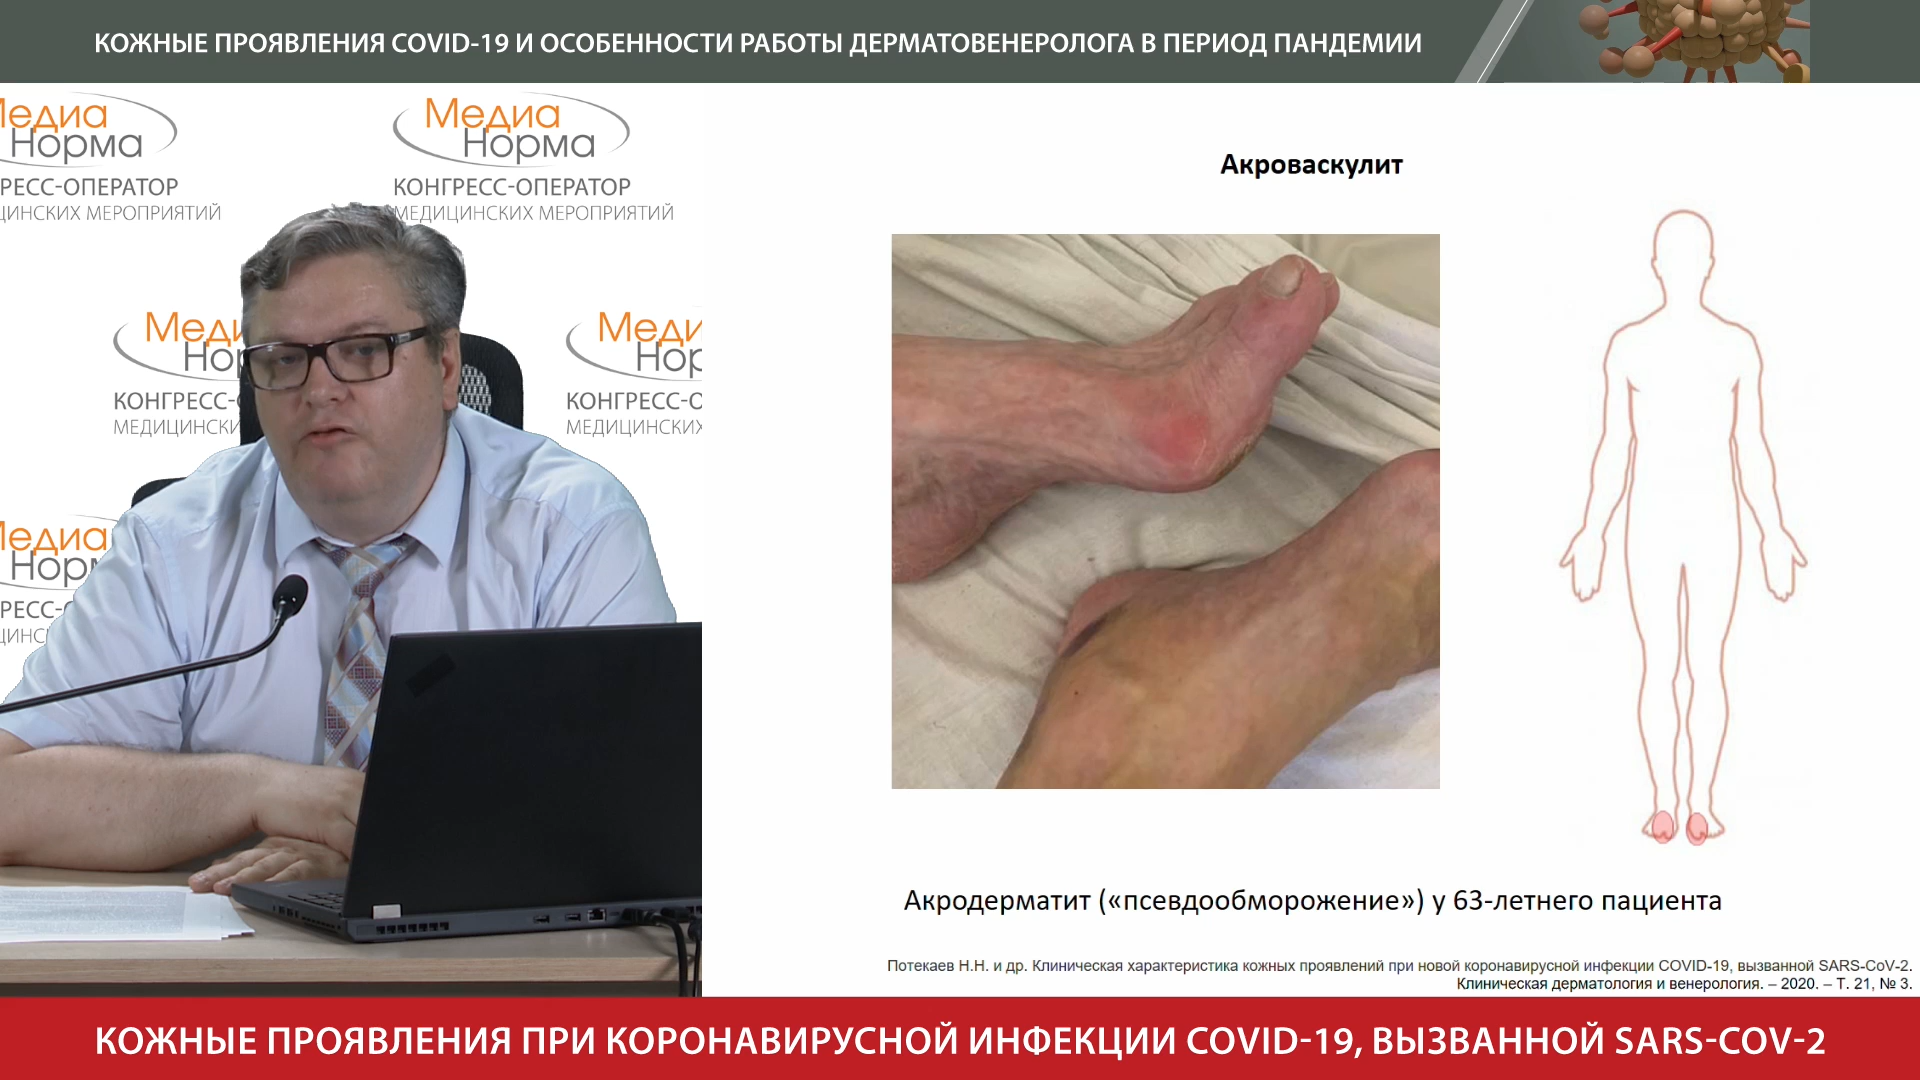 КОЖНЫЕ ПРОЯВЛЕНИЯ COVID-19 И ОСОБЕННОСТИ РАБОТЫ ДЕРМАТОВЕНЕРОЛОГА В ПЕРИОД ПАНДЕМИИ
Медиа
Норма
КОНГРЕСС-ОПЕРАТОР
МЕДИЦИНСКИХ МЕРОПРИЯТИЙ
Акроваскулит
Акродерматит («псевдообморожение») у 63-летнего пациента
Потекаев Н.Н. и др. Клиническая характеристика кожных проявлений при новой коронавирусной инфекции COVID-19, вызванной SARS-CoV-2.
Клиническая дерматология и венерология. – 2020. – Т. 21, № 3.
КОЖНЫЕ ПРОЯВЛЕНИЯ ПРИ КОРОНАВИРУСНОЙ ИНФЕКЦИИ COVID-19, ВЫЗВАННОЙ SARS-COV-2